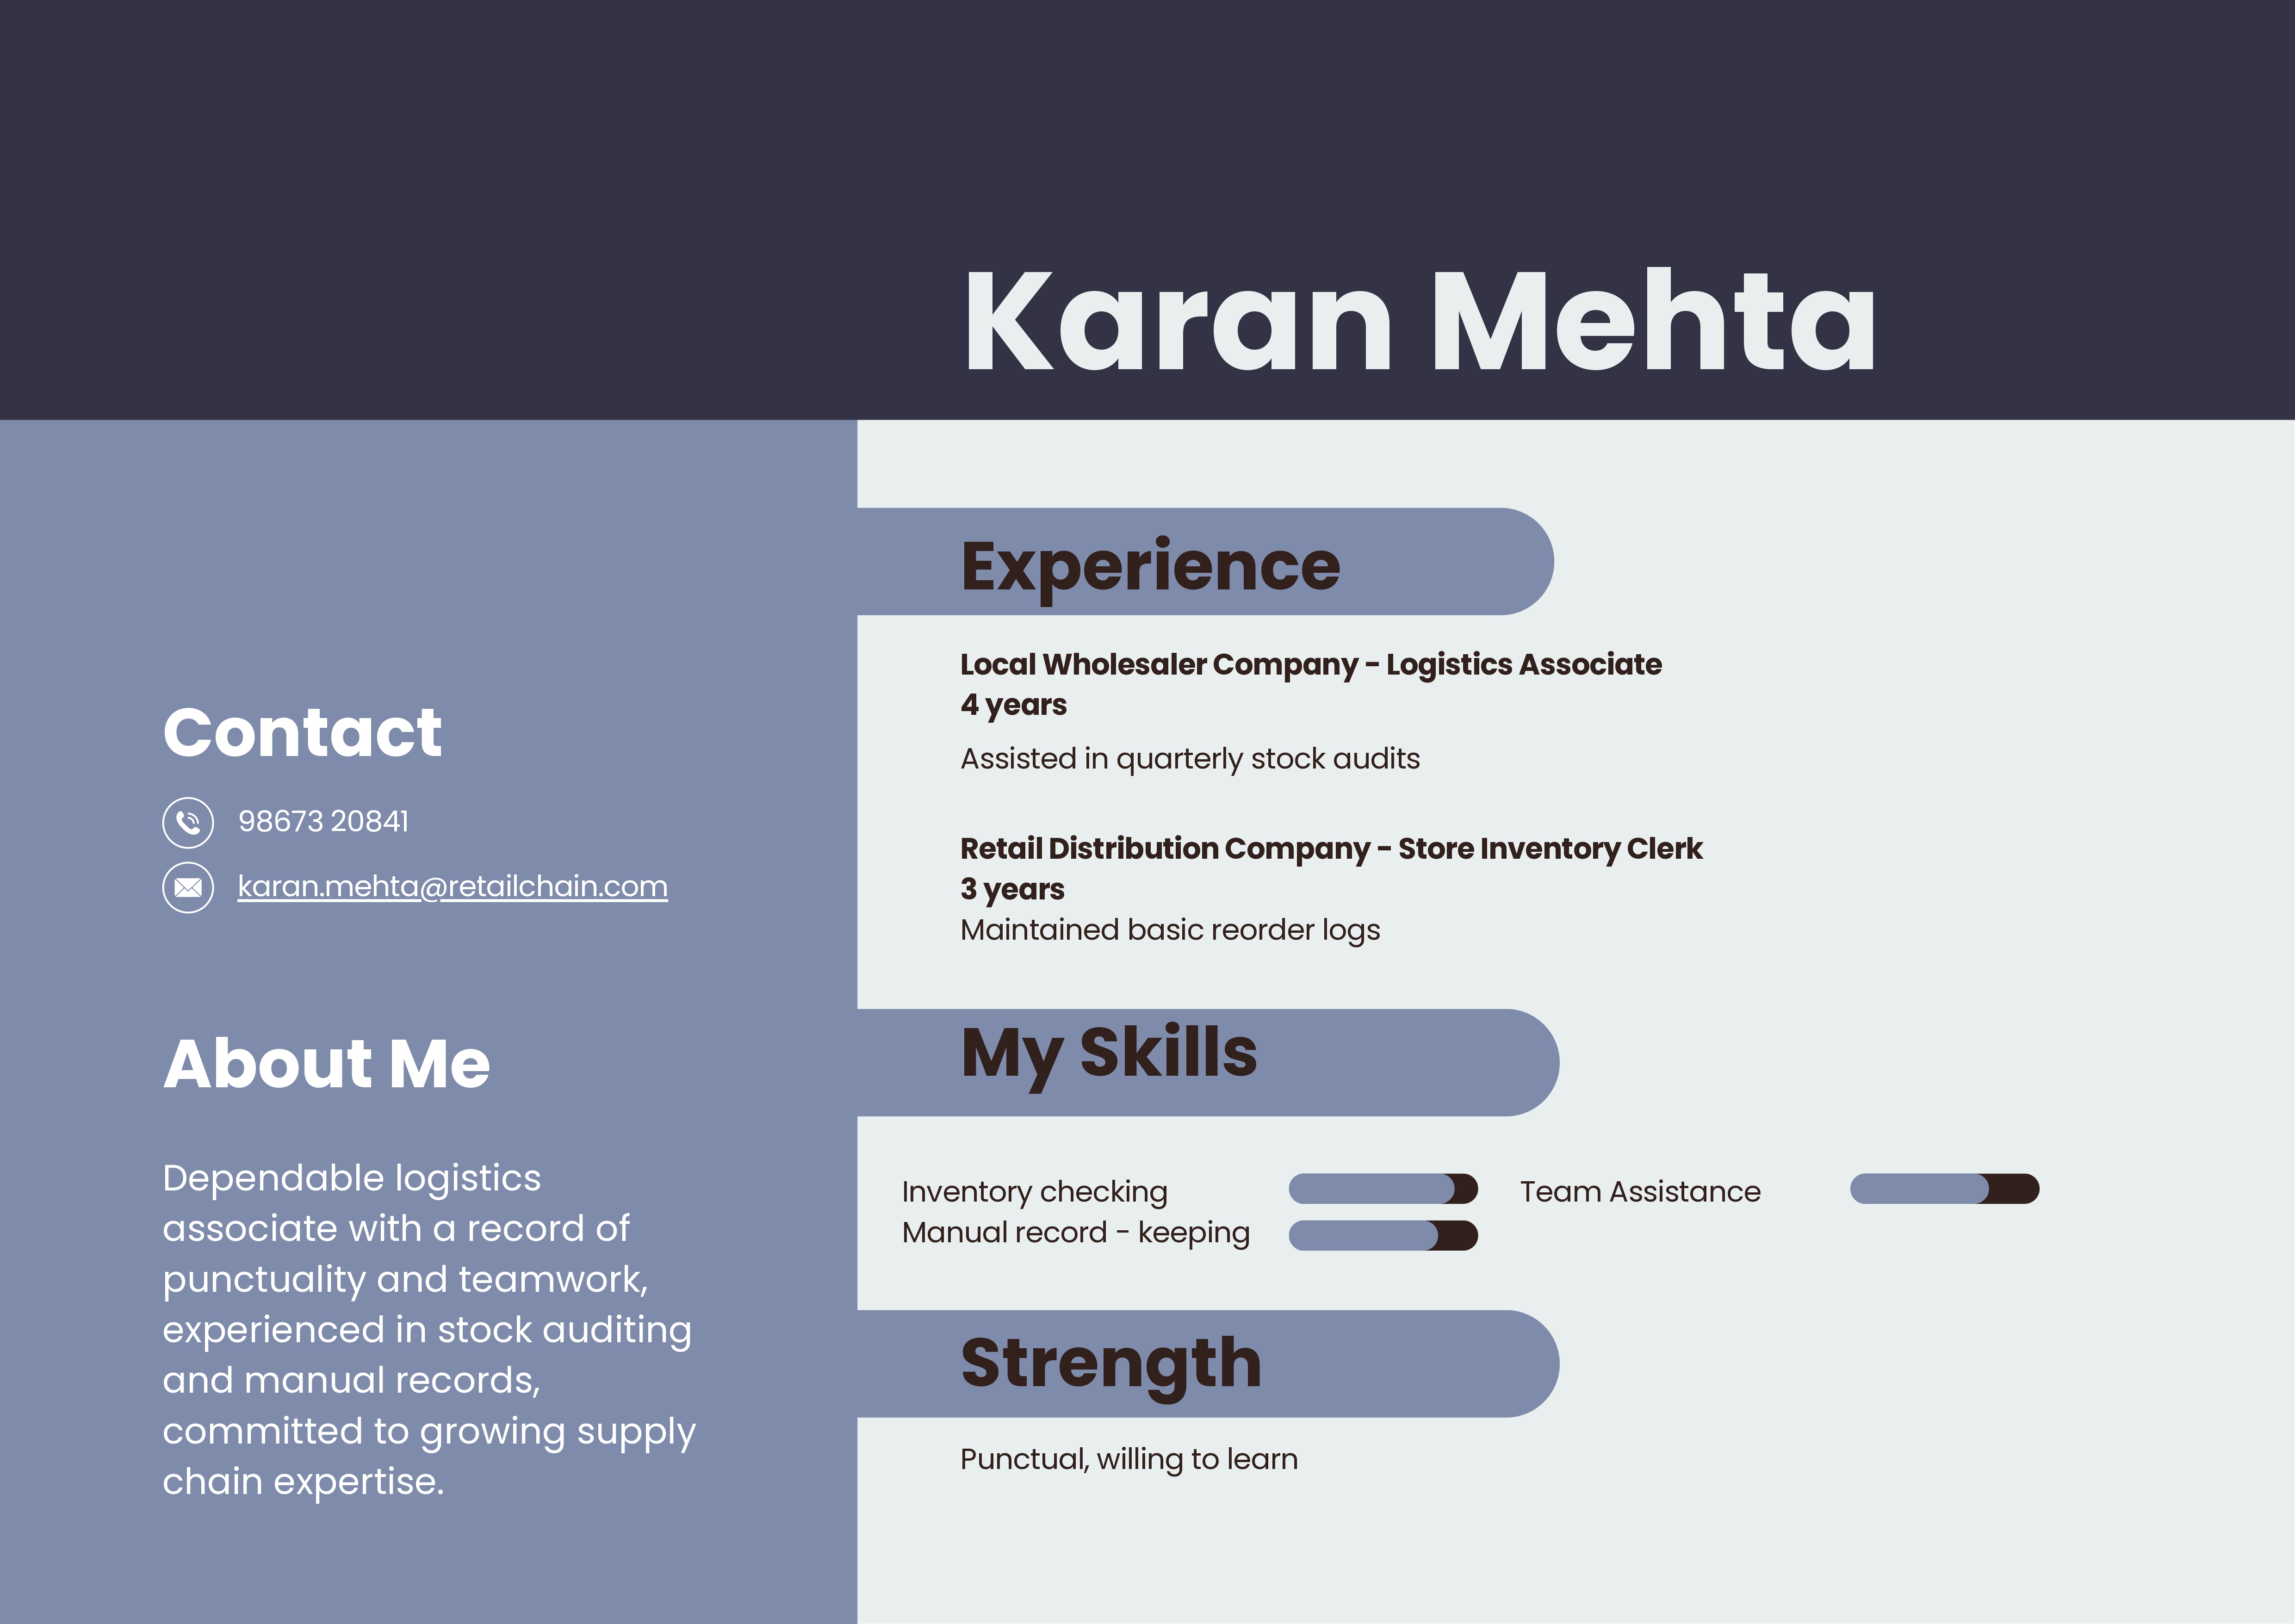 Karan Mehta
Contact
98673 20841
karan.mehta@retailchain.com
About Me
Dependable logistics
associate with a record of
punctuality and teamwork,
experienced in stock auditing
and manual records,
committed to growing supply
chain expertise.
Experience
Local Wholesaler Company - Logistics Associate
4 years
Assisted in quarterly stock audits
Retail Distribution Company - Store Inventory Clerk
3 years
Maintained basic reorder logs
My Skills
Inventory checking
Manual record - keeping
Team Assistance
Strength
Punctual, willing to learn